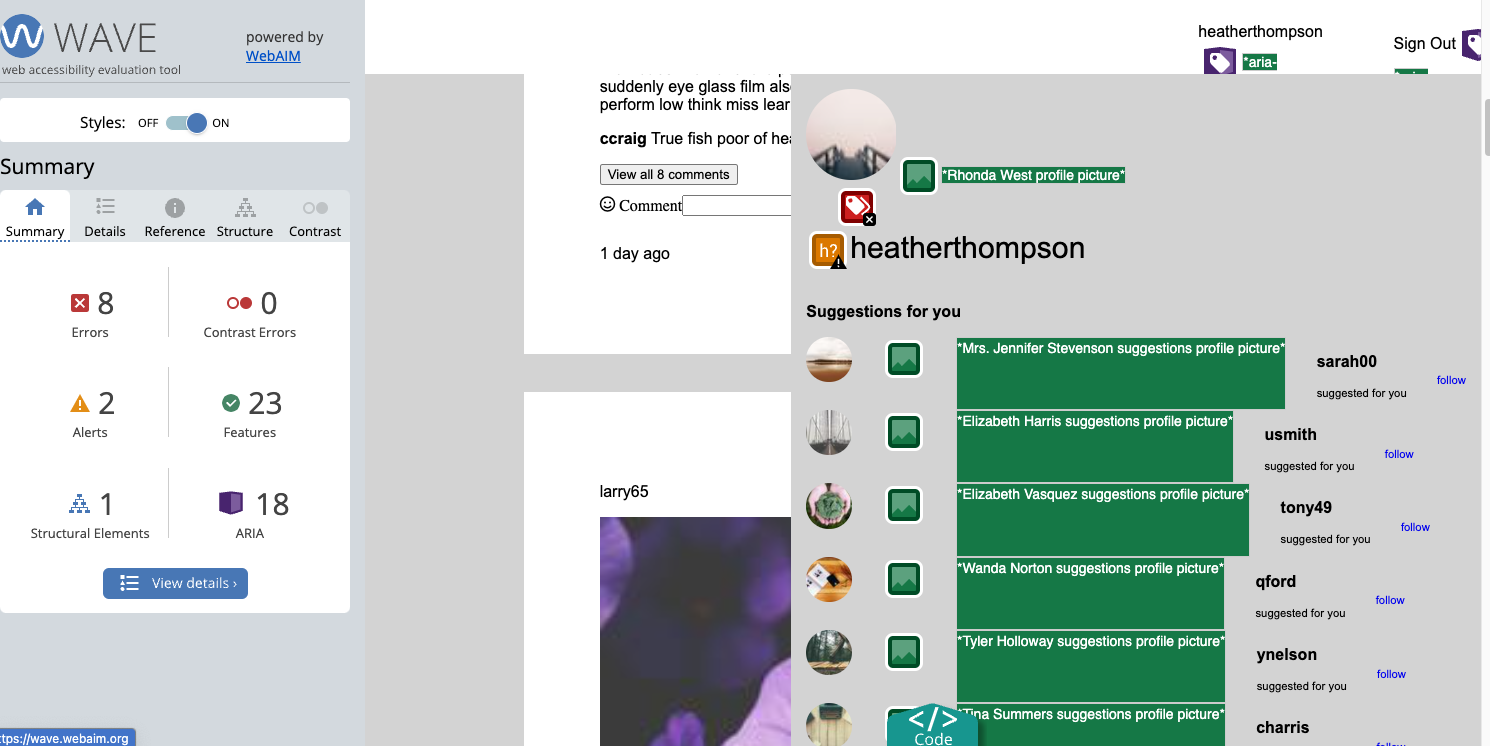 WAVE
web accessibility evaluation tool
powered by
WebAIM
Styles: OFF ON
Summary
Summary Details Reference Structure Contrast
8
Errors
0
Contrast Errors
2
Alerts
23
Features
1
Structural Elements
18
ARIA
View details ›
ttps://wave.webaim.org
heatherthompson
*aria-
Sign Out
suddenly eye glass film als
perform low think miss lear
ccraig True fish poor of hea
View all 8 comments
Comment
1 day ago
larry65
*Rhonda West profile picture*
h?
heatherthompson
Suggestions for you
*Mrs. Jennifer Stevenson suggestions profile picture*
sarah00
suggested for you
follow
*Elizabeth Harris suggestions profile picture*
usmith
suggested for you
follow
*Elizabeth Vasquez suggestions profile picture*
tony49
suggested for you
follow
*Wanda Norton suggestions profile picture*
qford
suggested for you
follow
*Tyler Holloway suggestions profile picture*
ynelson
suggested for you
follow
*Tina Summers suggestions profile picture*
charris
follow
</>
Code